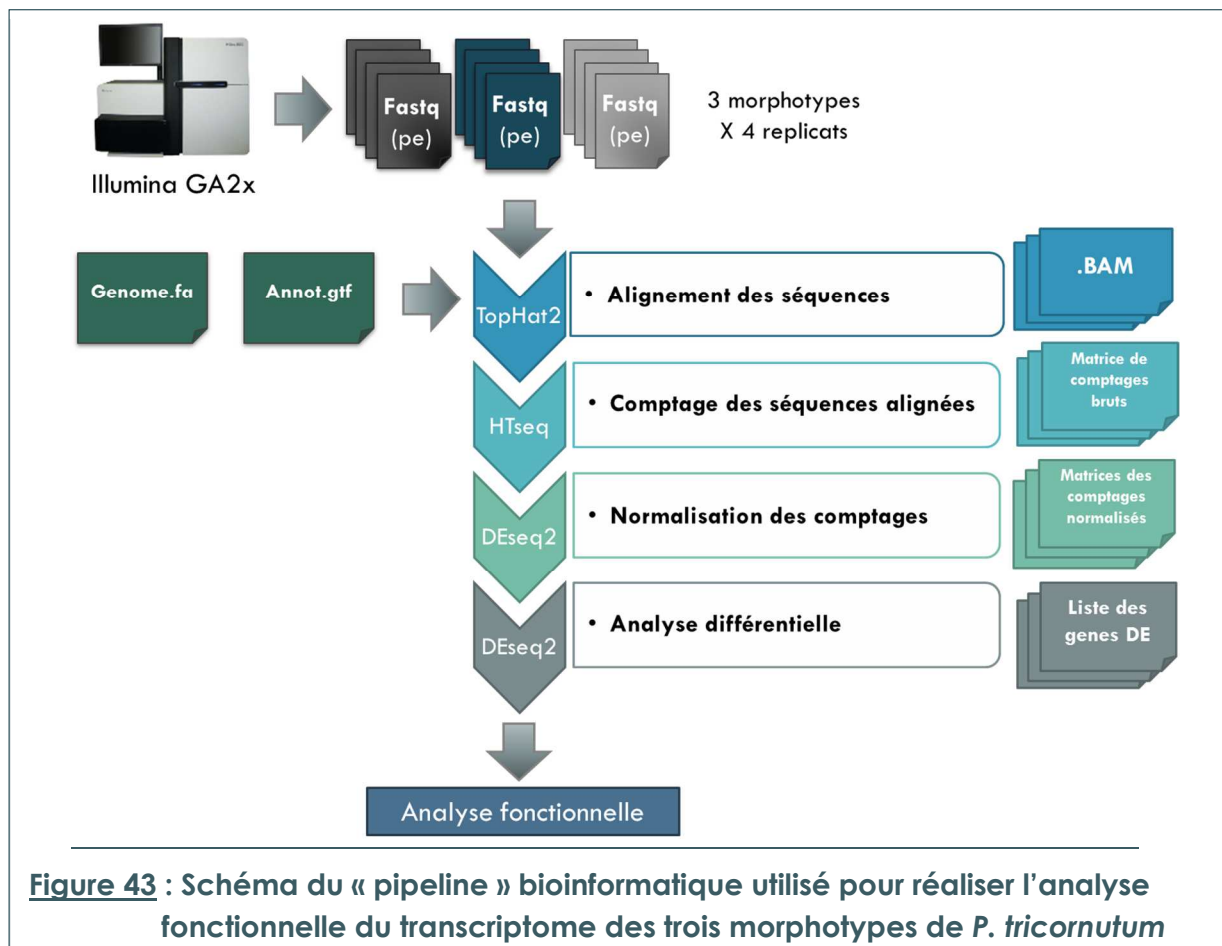 Fastq
(pe)
Fastq
(pe)
Fastq
(pe)
3 morphotypes
X 4 replicats
Illumina GA2x
Genome.fa
Annot.gtf
TopHat2
• Alignement des séquences
.BAM
HTseq
• Comptage des séquences alignées
Matrice de
comptages
bruts
DEseq2
• Normalisation des comptages
Matrices des
comptages
normalisés
DEseq2
• Analyse différentielle
Liste des
genes DE
Analyse fonctionnelle
Figure 43 : Schéma du « pipeline » bioinformatique utilisé pour réaliser l’analyse
fonctionnelle du transcriptome des trois morphotypes de P. tricornutum